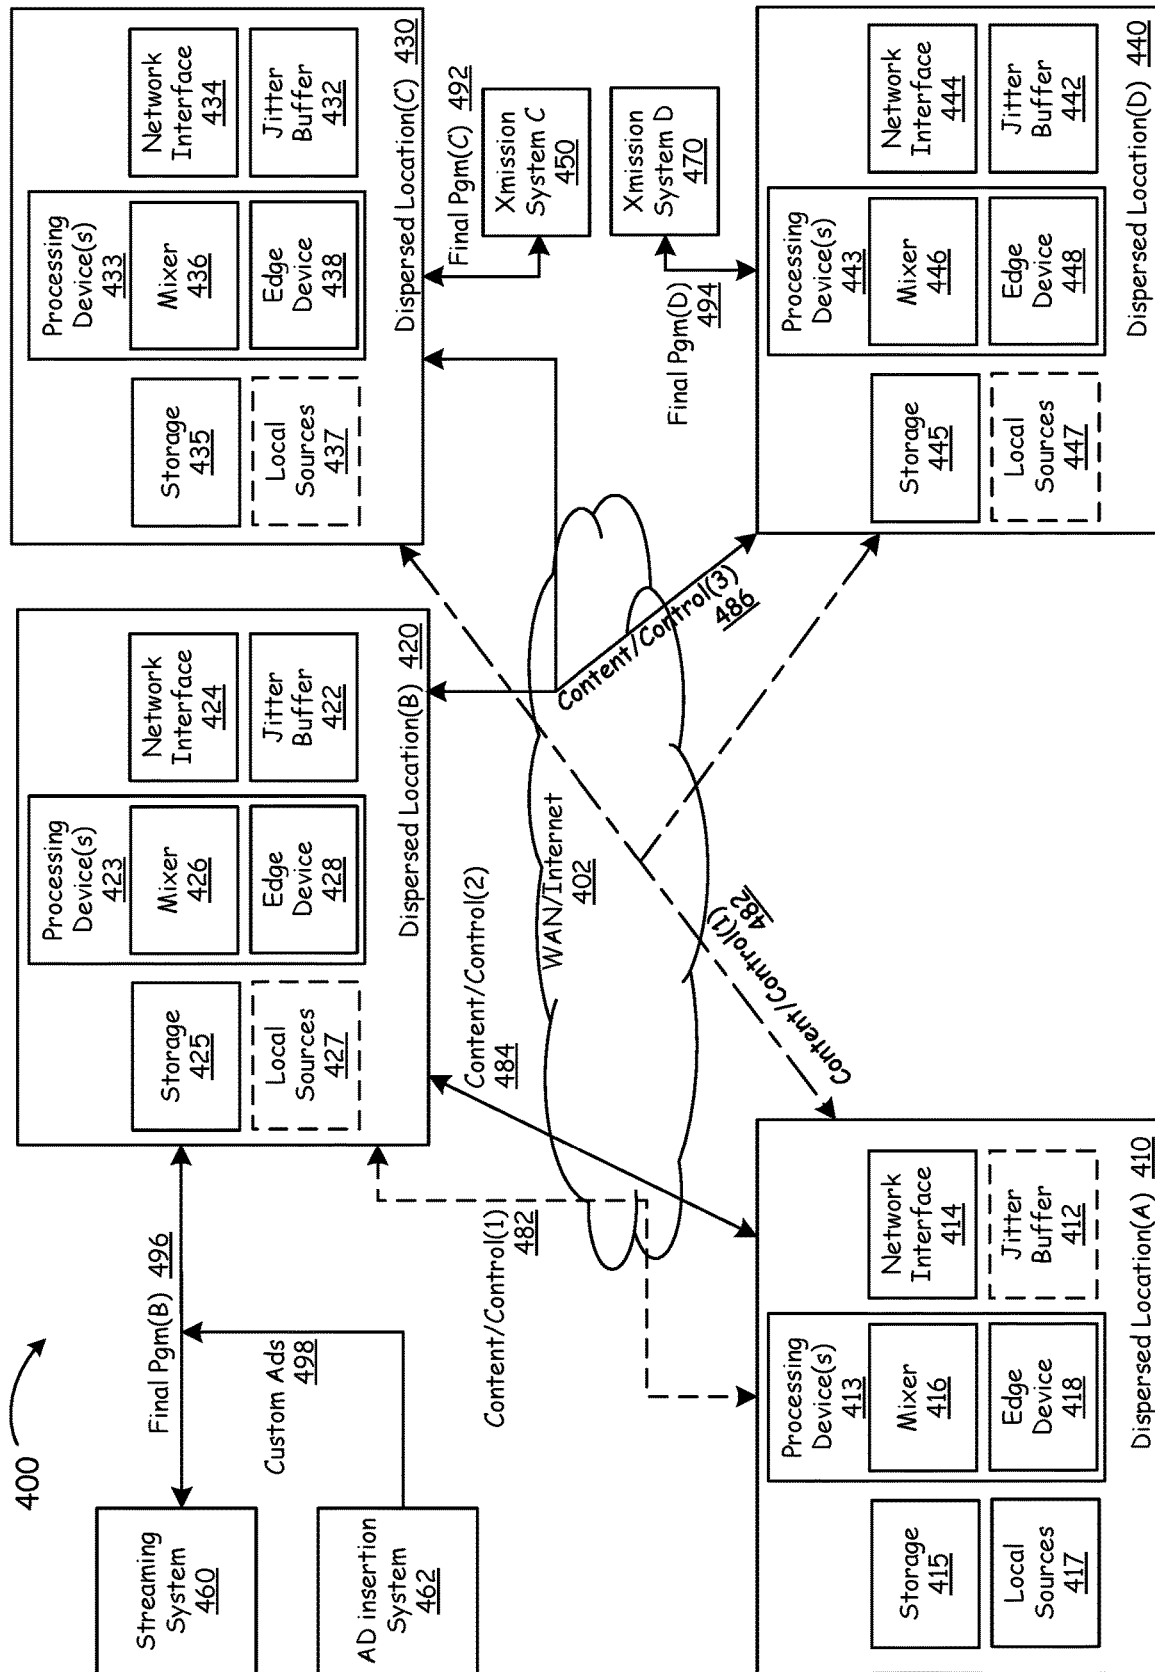 400
Streaming
System
460
AD insertion
System
462
Final Pgm(B) 496
Custom Ads
498
Storage
425
Local
Sources
427
Processing
Device(s)
423
Mixer
426
Edge
Device
428
Network
Interface
424
Jitter
Buffer
422
Dispersed Location(B) 420
Storage
435
Local
Sources
437
Processing
Device(s)
433
Mixer
436
Edge
Device
438
Network
Interface
434
Jitter
Buffer
432
Dispersed Location(C) 430
Final Pgm(C) 492
Xmission
System C
450
Xmission
System D
470
Final Pgm(D)
494
Content/Control(1)
482
Content/Control(2)
484
WAN/Internet
402
Content/Control(3)
486
Content/Control(1)
482
Storage
415
Local
Sources
417
Processing
Device(s)
413
Mixer
416
Edge
Device
418
Network
Interface
414
Jitter
Buffer
412
Dispersed Location(A) 410
Storage
445
Local
Sources
447
Processing
Device(s)
443
Mixer
446
Edge
Device
448
Network
Interface
444
Jitter
Buffer
442
Dispersed Location(D) 440